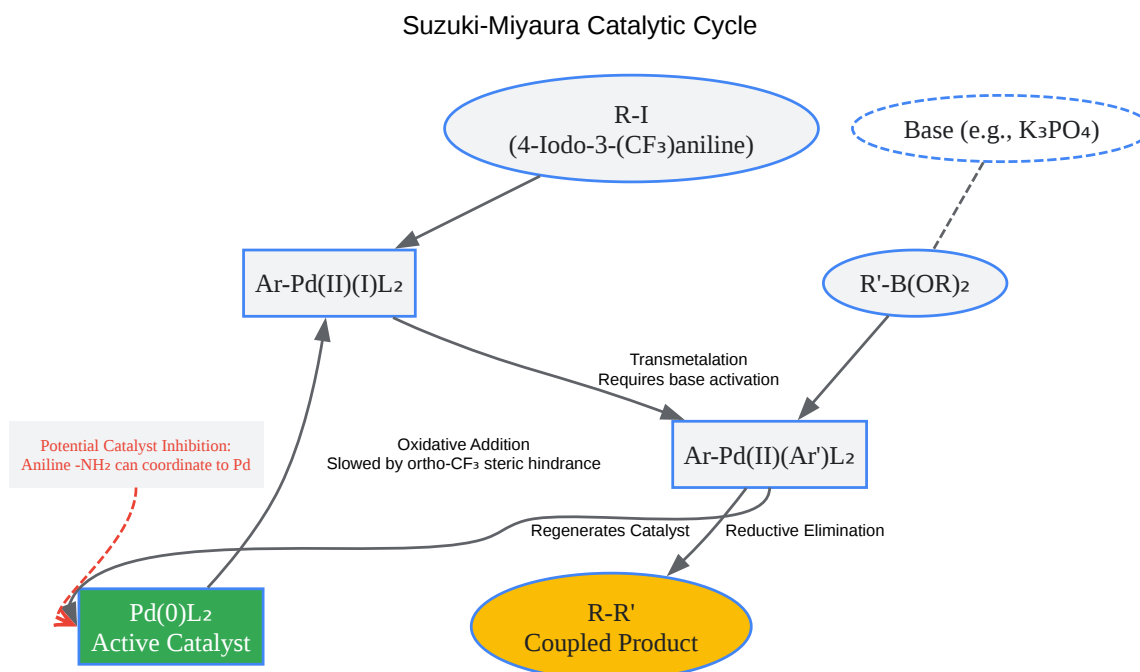 Suzuki-Miyaura Catalytic Cycle
R-I
(4-Iodo-3-(CF₃)aniline)
Base (e.g., K₃PO₄)
Ar-Pd(II)(I)L₂
R'-B(OR)₂
Transmetalation
Requires base activation
Potential Catalyst Inhibition:
Aniline -NH₂ can coordinate to Pd
Oxidative Addition
Slowed by ortho-CF₃ steric hindrance
Ar-Pd(II)(Ar')L₂
Regenerates Catalyst
Reductive Elimination
Pd(0)L₂
Active Catalyst
R-R'
Coupled Product